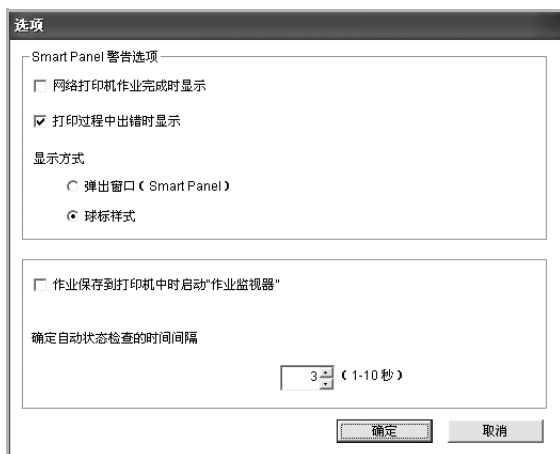 选项
Smart Panel 警告选项
网络打印机作业完成时显示
打印过程中出错时显示
显示方式
弹出窗口（Smart Panel）
球标样式
作业保存到打印机中时启动"作业监视器"
确定自动状态检查的时间间隔
3 （1-10 秒）
确定 取消